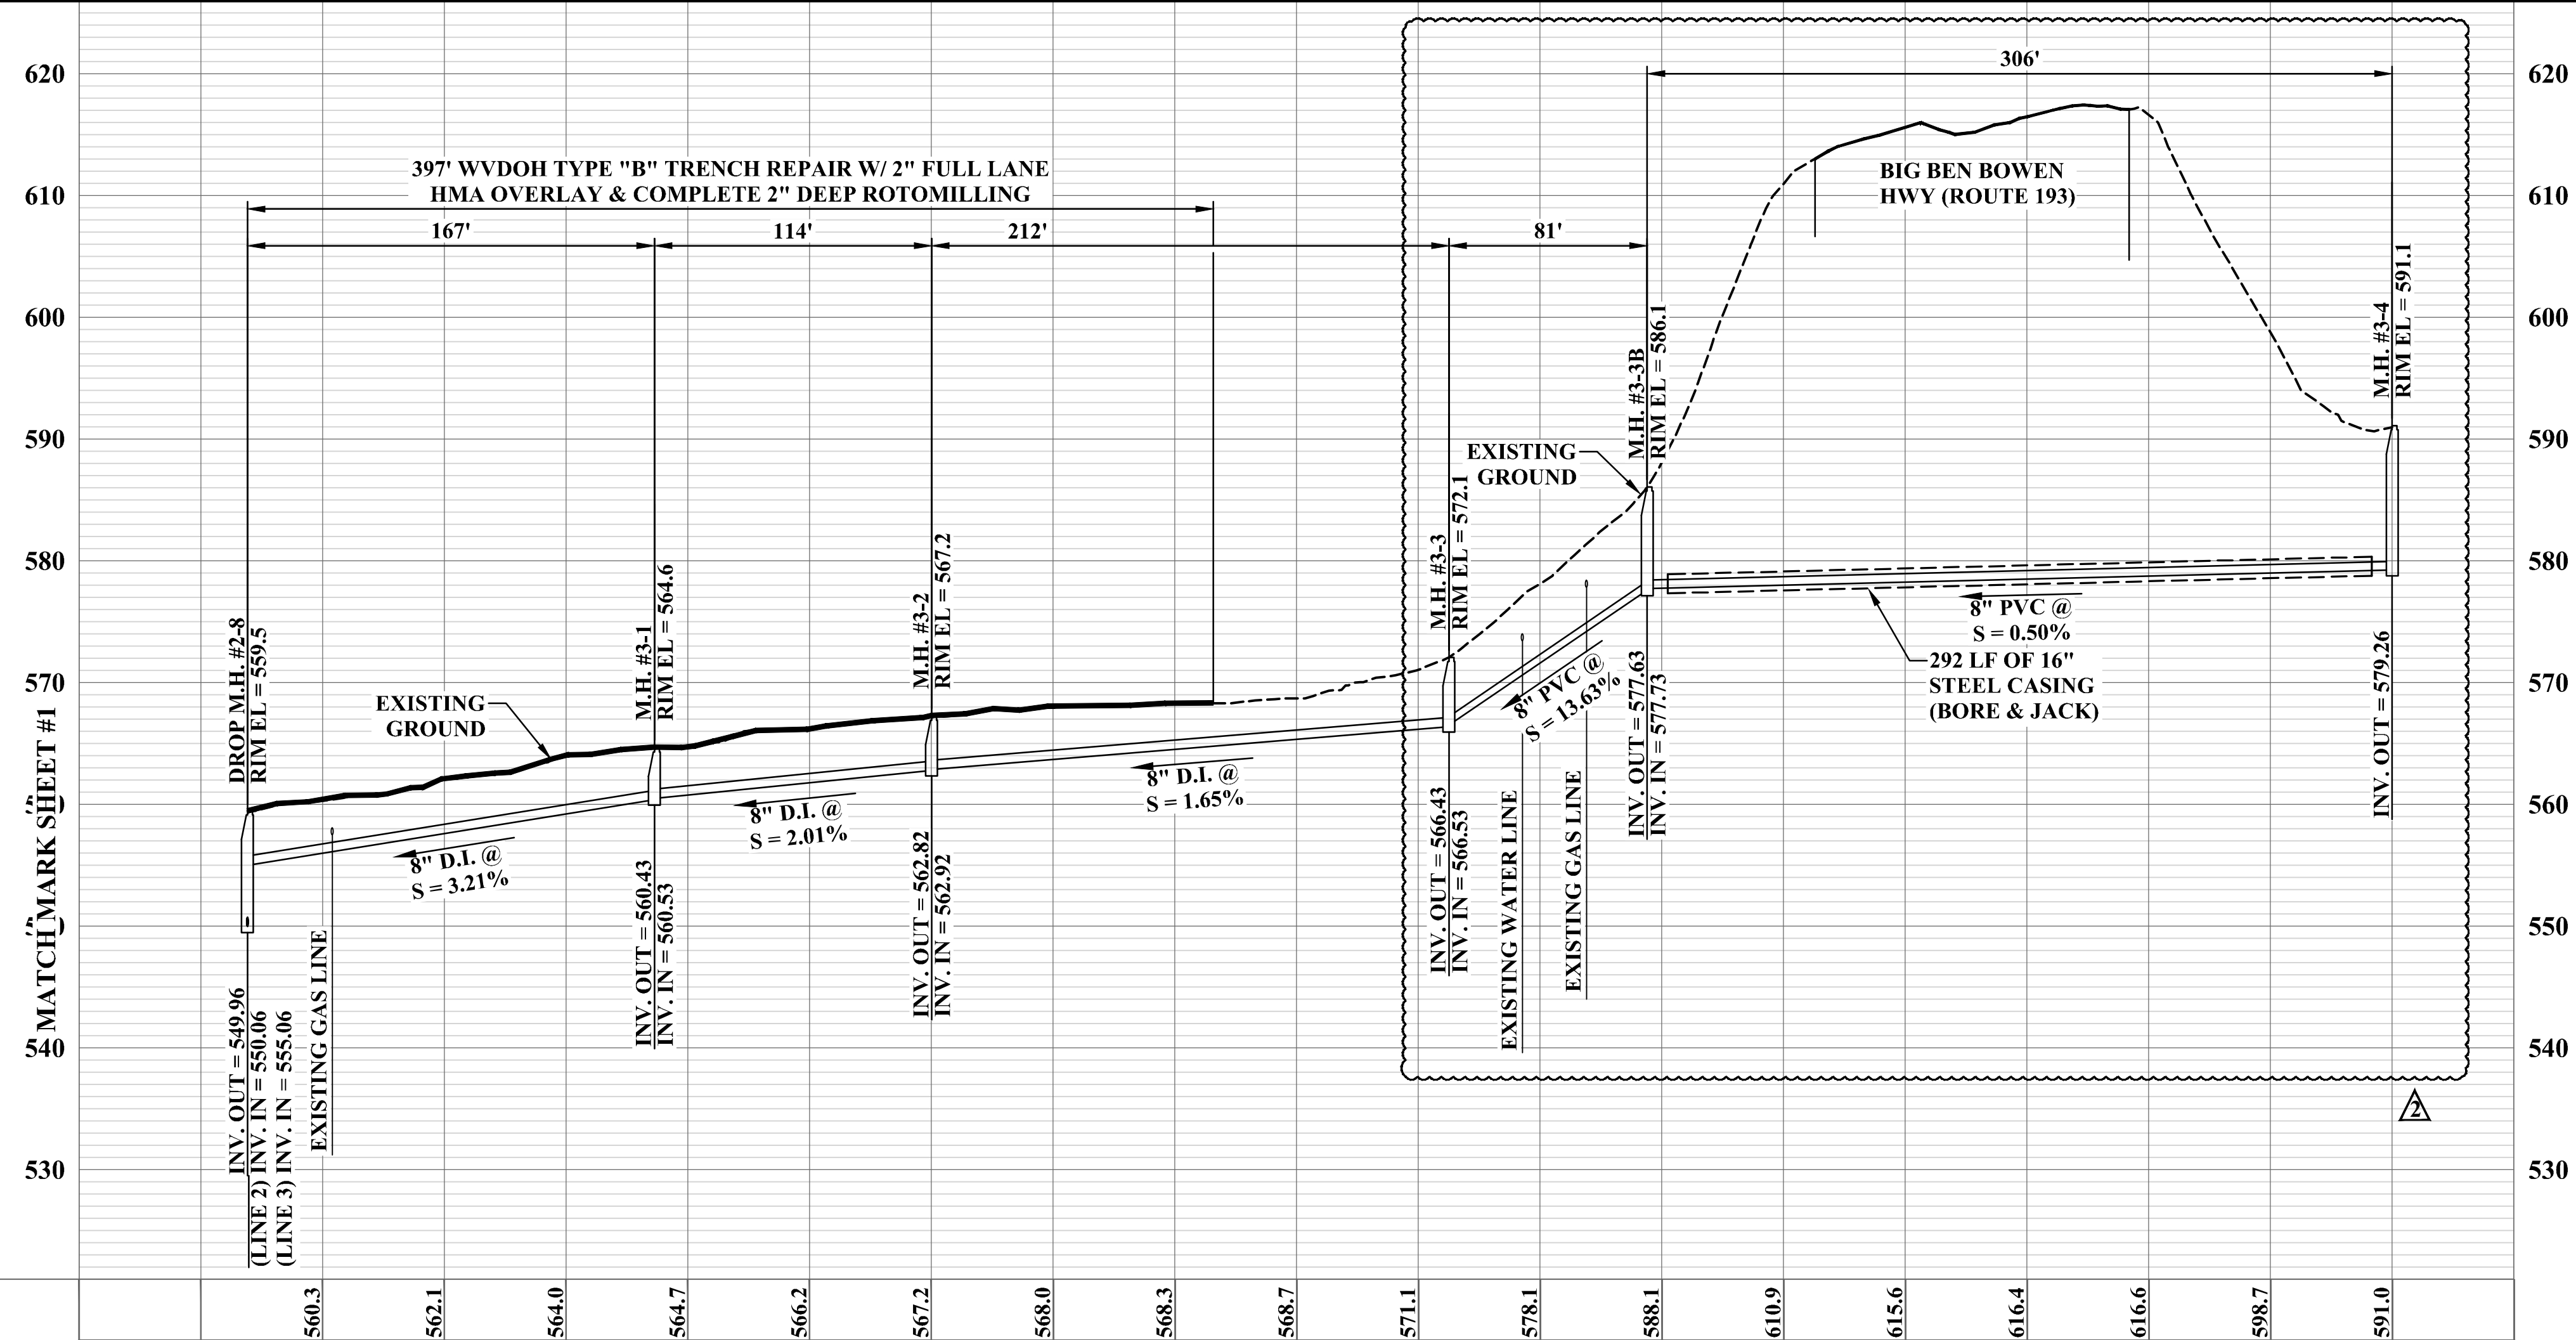 620
610
600
590
580
570
550
540
530
MATCH MARK SHEET #1
397' WVDOH TYPE "B" TRENCH REPAIR W/ 2" FULL LANE
HMA OVERLAY & COMPLETE 2" DEEP ROTOMILLING
167'
114'
212'
81'
306'
BIG BEN BOWEN
HWY (ROUTE 193)
DROP M.H. #2-8
RIM EL = 559.5
EXISTING
GROUND
M.H. #3-1
RIM EL = 564.6
M.H. #3-2
RIM EL = 567.2
M.H. #3-3
RIM EL = 572.1
EXISTING
GROUND
M.H. #3-3B
RIM EL = 586.1
M.H. #3-4
RIM EL = 591.1
8" D.I. @
S = 3.21%
8" D.I. @
S = 2.01%
8" D.I. @
S = 1.65%
8" PVC @
S = 13.63%
8" PVC @
S = 0.50%
292 LF OF 16"
STEEL CASING
(BORE & JACK)
INV. OUT = 549.96
(LINE 2) INV. IN = 550.06
(LINE 3) INV. IN = 555.06
EXISTING GAS LINE
INV. OUT = 560.43
INV. IN = 560.53
INV. OUT = 562.82
INV. IN = 562.92
INV. OUT = 566.43
INV. IN = 566.53
EXISTING WATER LINE
EXISTING GAS LINE
INV. OUT = 577.63
INV. IN = 577.73
INV. OUT = 579.26
2
620
610
600
590
580
570
560
550
540
530
560.3
562.1
564.0
564.7
566.2
567.2
568.0
568.3
568.7
571.1
578.1
588.1
610.9
615.6
616.4
616.6
598.7
591.0